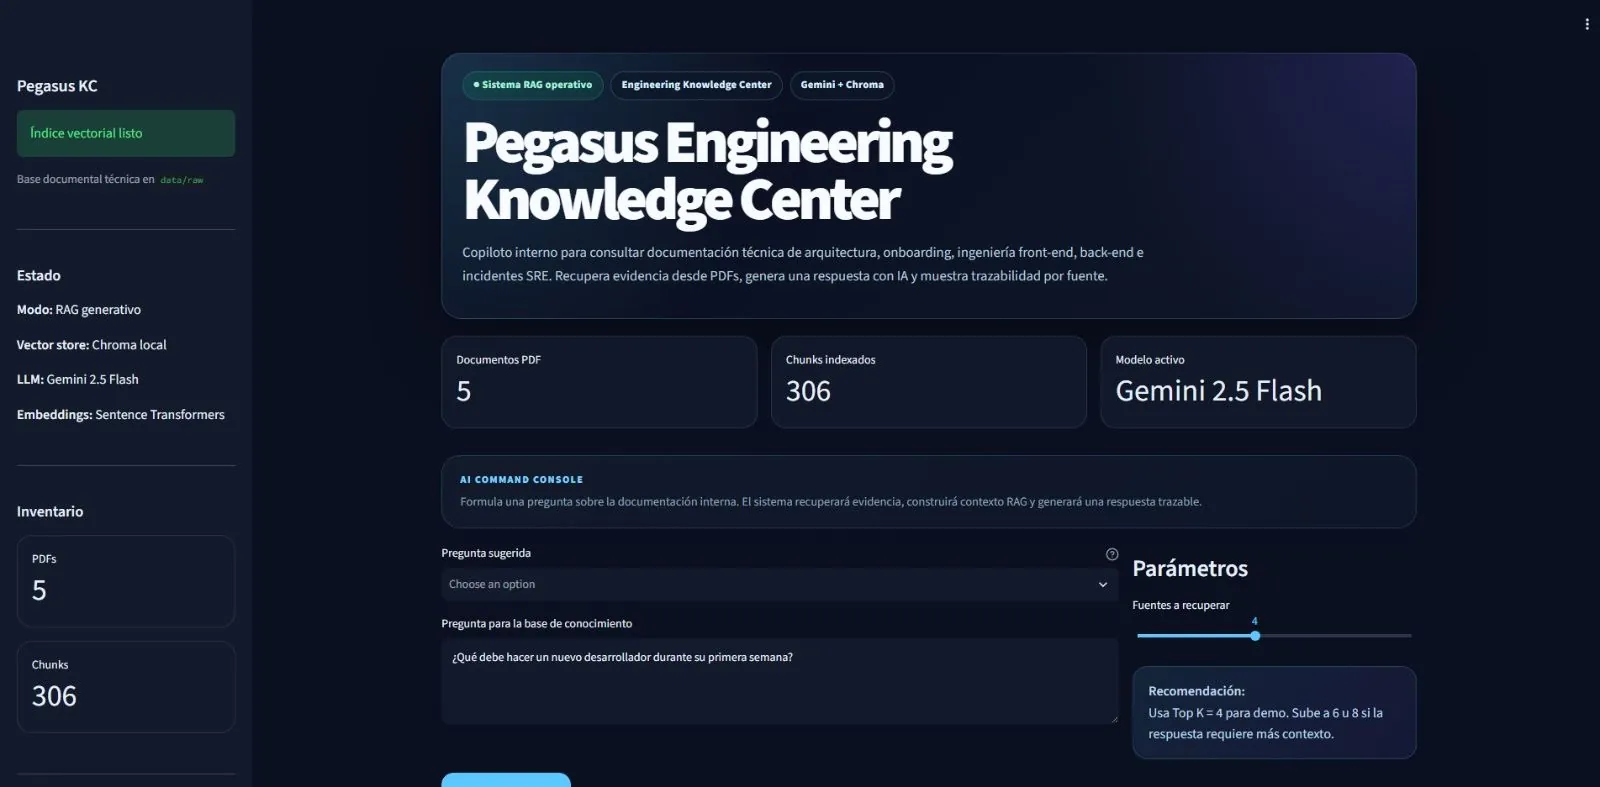 Pegasus KC
Índice vectorial listo
Base documental técnica en data/raw
Estado
Modo: RAG generativo
Vector store: Chroma local
LLM: Gemini 2.5 Flash
Embeddings: Sentence Transformers
Inventario
PDFs
5
Chunks
306
Sistema RAG operativo
Engineering Knowledge Center
Gemini + Chroma
Pegasus Engineering
Knowledge Center
Copiloto interno para consultar documentación técnica de arquitectura, onboarding, ingeniería front-end, back-end e
incidentes SRE. Recupera evidencia desde PDFs, genera una respuesta con IA y muestra trazabilidad por fuente.
Documentos PDF
5
Chunks indexados
306
Modelo activo
Gemini 2.5 Flash
AI COMMAND CONSOLE
Formula una pregunta sobre la documentación interna. El sistema recuperará evidencia, construirá contexto RAG y generará una respuesta trazable.
Pregunta sugerida
Choose an option
Pregunta para la base de conocimiento
¿Qué debe hacer un nuevo desarrollador durante su primera semana?
Parámetros
Fuentes a recuperar
4
Recomendación:
Usa Top K = 4 para demo. Sube a 6 u 8 si la
respuesta requiere más contexto.